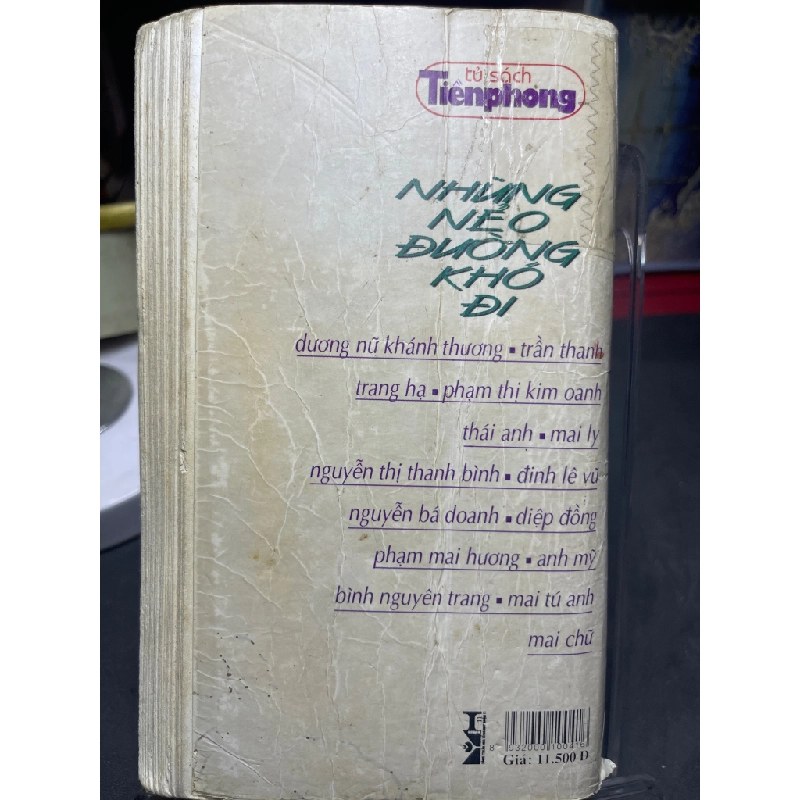 tủ sách
Tiềnphong
NHỮNG
NẺO
ĐƯỜNG
KHÓ
ĐI
dương nữ khánh thương ▪ trần thanh
trang hạ ▪ phạm thị kim oanh
thái anh ▪ mai ly
nguyễn thị thanh bình ▪ đinh lê vũ
nguyễn bá doanh ▪ diệp đồng
phạm mai hương ▪ anh mỹ
bình nguyên trang ▪ mai tú anh
mai chữ
Giá: 11.500 Đ